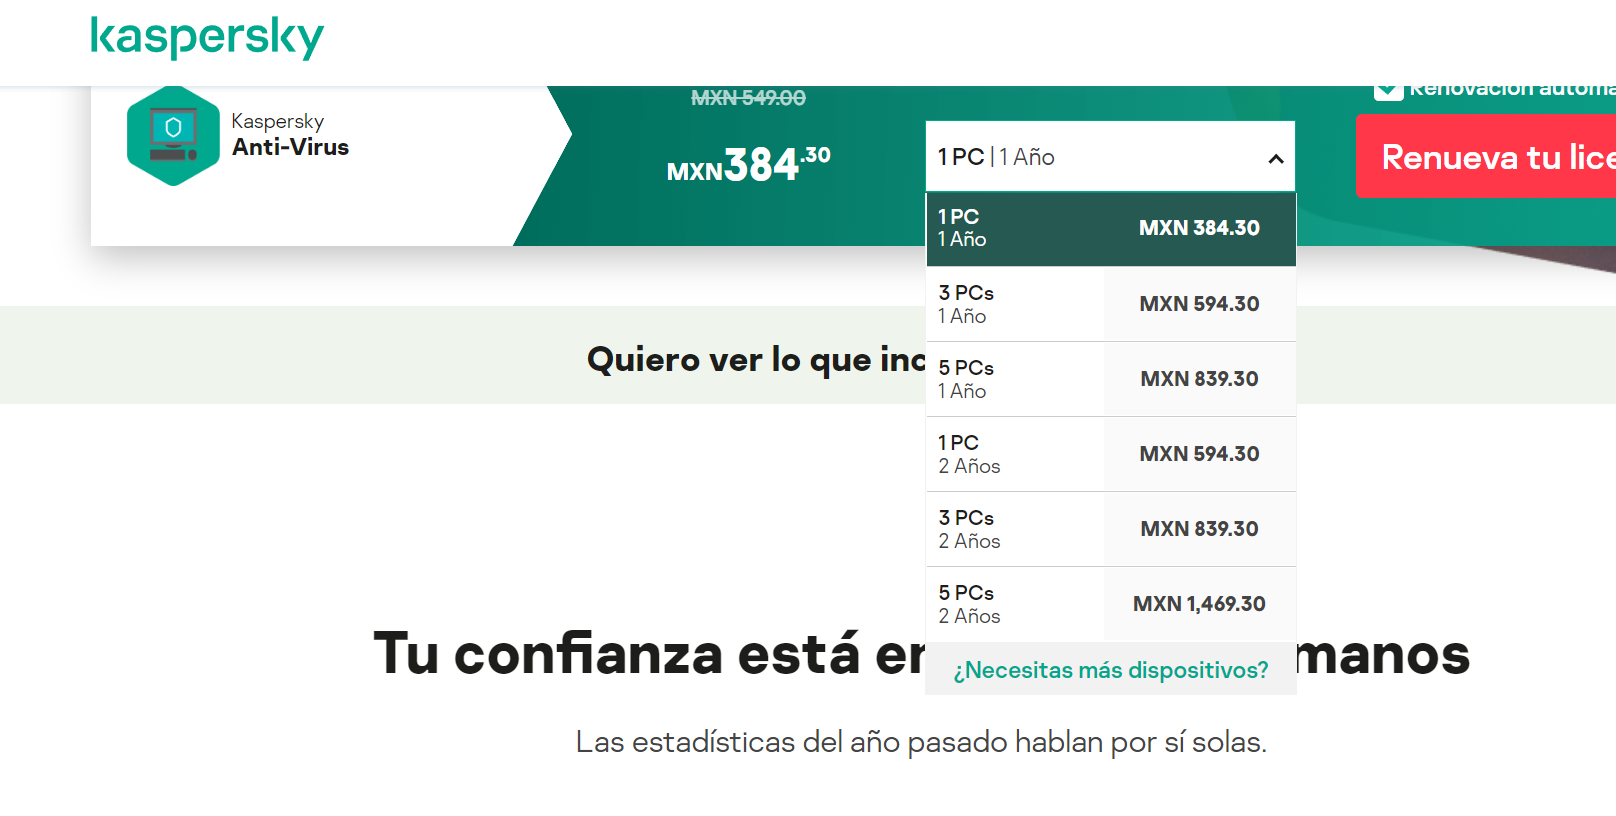 kaspersky
Kaspersky
Anti-Virus
MXN 549.00
MXN384.30
1 PC | 1 Año
Renovación automá
Renueva tu lice
1 PC
1 Año
MXN 384.30
3 PCs
1 Año
MXN 594.30
5 PCs
1 Año
MXN 839.30
1 PC
2 Años
MXN 594.30
3 PCs
2 Años
MXN 839.30
5 PCs
2 Años
MXN 1,469.30
¿Necesitas más dispositivos?
Quiero ver lo que inc
Tu confianza está en manos
Las estadísticas del año pasado hablan por sí solas.